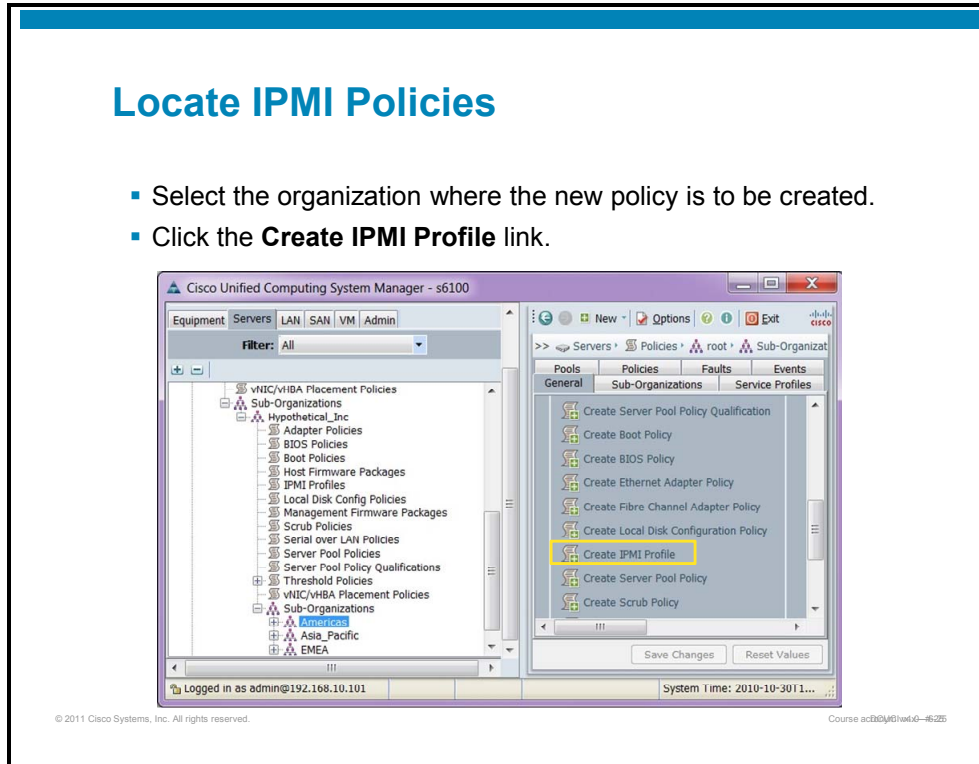 Locate IPMI Policies
Select the organization where the new policy is to be created.
Click the Create IPMI Profile link.
Cisco Unified Computing System Manager - s6100
Equipment Servers LAN SAN VM Admin
Filter: All
vNIC/vHBA Placement Policies
Sub-Organizations
Hypothetical_Inc
Adapter Policies
BIOS Policies
Boot Policies
Host Firmware Packages
IPMI Profiles
Local Disk Config Policies
Management Firmware Packages
Scrub Policies
Serial over LAN Policies
Server Pool Policies
Server Pool Policy Qualifications
Threshold Policies
vNIC/vHBA Placement Policies
Sub-Organizations
Americas
Asia_Pacific
EMEA
New Options Exit
CISCO
>> Servers Policies root Sub-Organizat
Pools Policies Faults Events
General Sub-Organizations Service Profiles
Create Server Pool Policy Qualification
Create Boot Policy
Create BIOS Policy
Create Ethernet Adapter Policy
Create Fibre Channel Adapter Policy
Create Local Disk Configuration Policy
Create IPMI Profile
Create Server Pool Policy
Create Scrub Policy
Save Changes Reset Values
Logged in as admin@192.168.10.101
System Time: 2010-10-30T1...
© 2011 Cisco Systems, Inc. All rights reserved.
Course